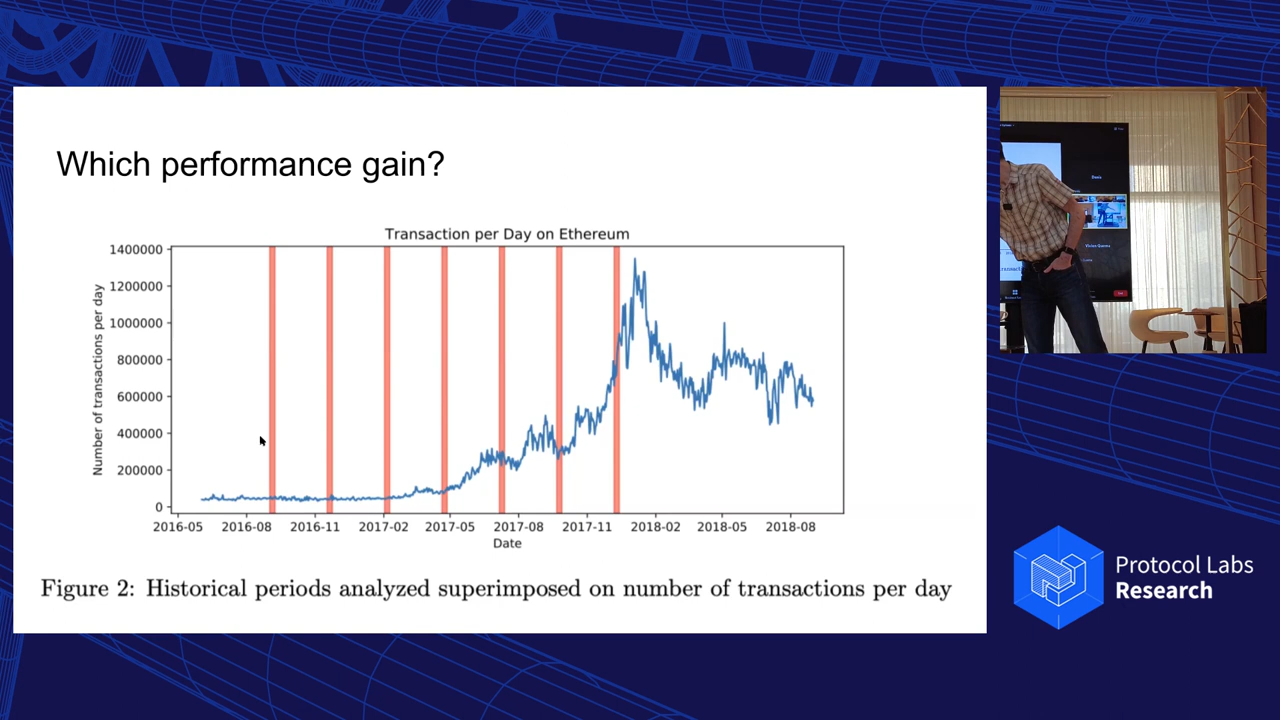 Which performance gain?
Transaction per Day on Ethereum
Number of transactions per day
1400000
1200000
1000000
800000
600000
400000
200000
0
2016-05 2016-08 2016-11 2017-02 2017-05 2017-08 2017-11 2018-02 2018-05 2018-08
Date
Figure 2: Historical periods analyzed superimposed on number of transactions per day
Protocol Labs
Research